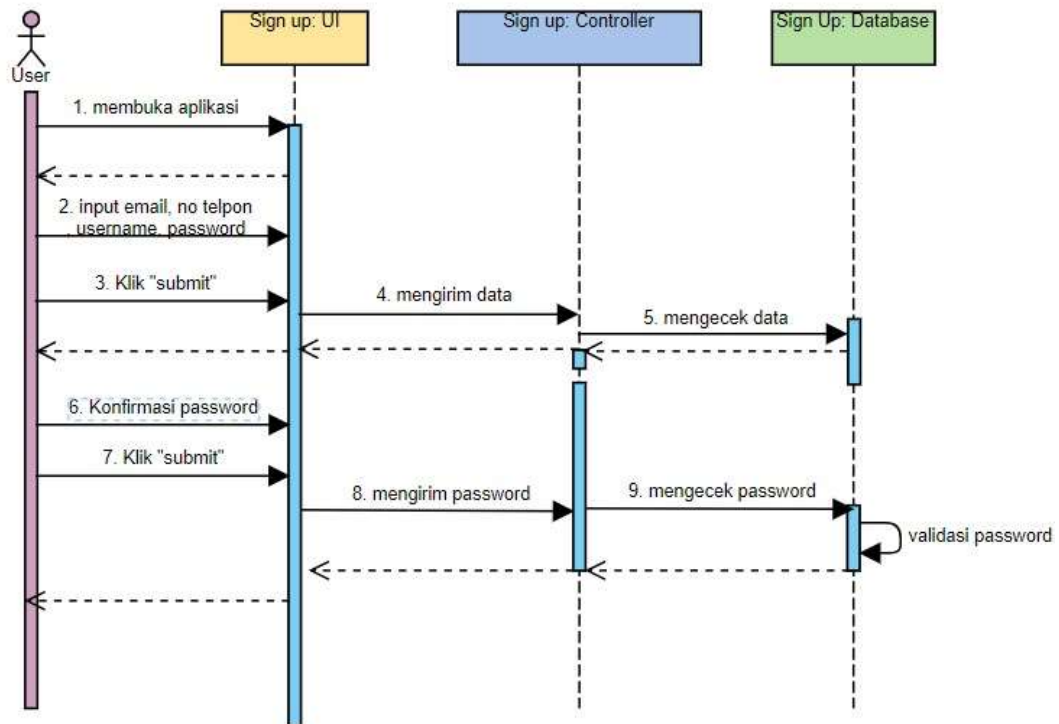 Sign up: UI
Sign up: Controller
Sign Up: Database
User
1. membuka aplikasi
2. input email, no telpon
, username, password
3. Klik "submit"
4. mengirim data
5. mengecek data
6. Konfirmasi password
7. Klik "submit"
8. mengirim password
9. mengecek password
validasi password